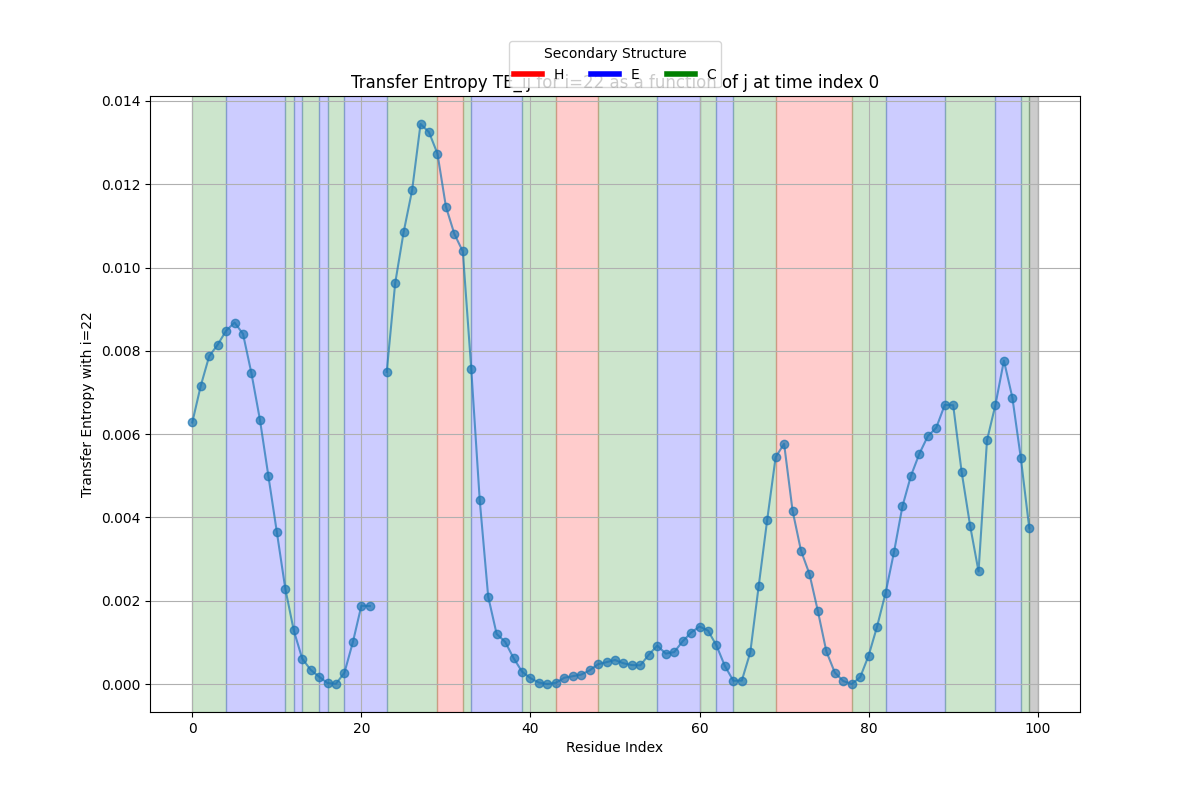 Secondary Structure
H E C
Transfer Entropy TE_ij for i=22 as a function of j at time index 0
Transfer Entropy with i=22
0.014
0.012
0.010
0.008
0.006
0.004
0.002
0.000
0 20 40 60 80 100
Residue Index